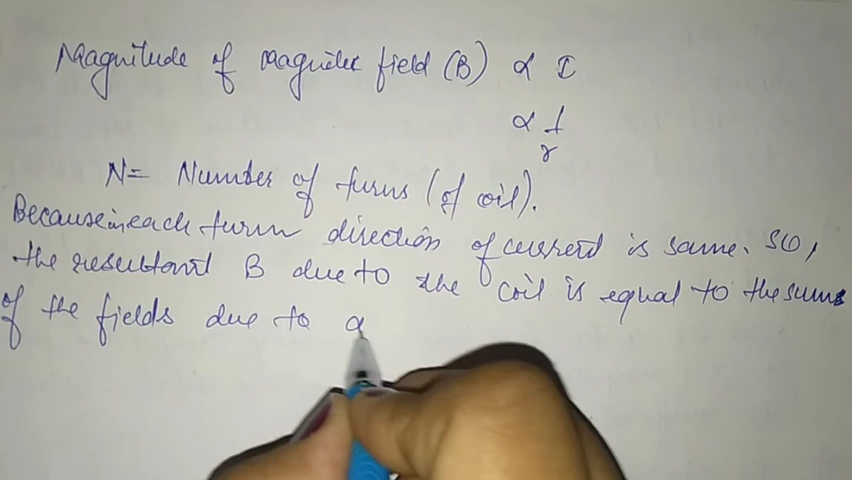 Magnitude of magnetic field (B) ∝ I
∝ 1/r
N= Number of turns (of coil).
Because in each turn direction of current is same. so,
the resultant B due to the coil is equal to the sum
of the fields due to a